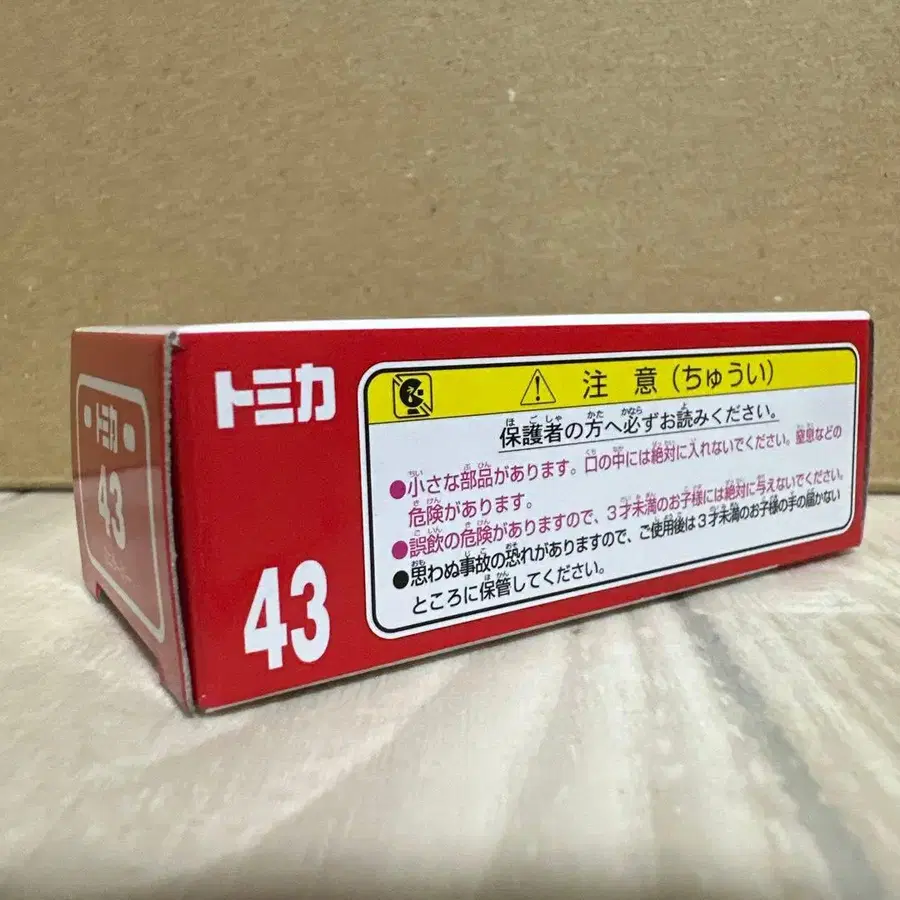 トミカ
43
トミカ
43
注意(ちゅうい)
保護者の方へ必ずお読みください。
●小さな部品があります。口の中には絶対に入れないでください。窒息などの
危険があります。
●誤飲の危険がありますので、3才未満のお子様には絶対に与えないでください。
●思わぬ事故の恐れがありますので、ご使用後は3才未満のお子様の手の届かない
ところに保管してください。